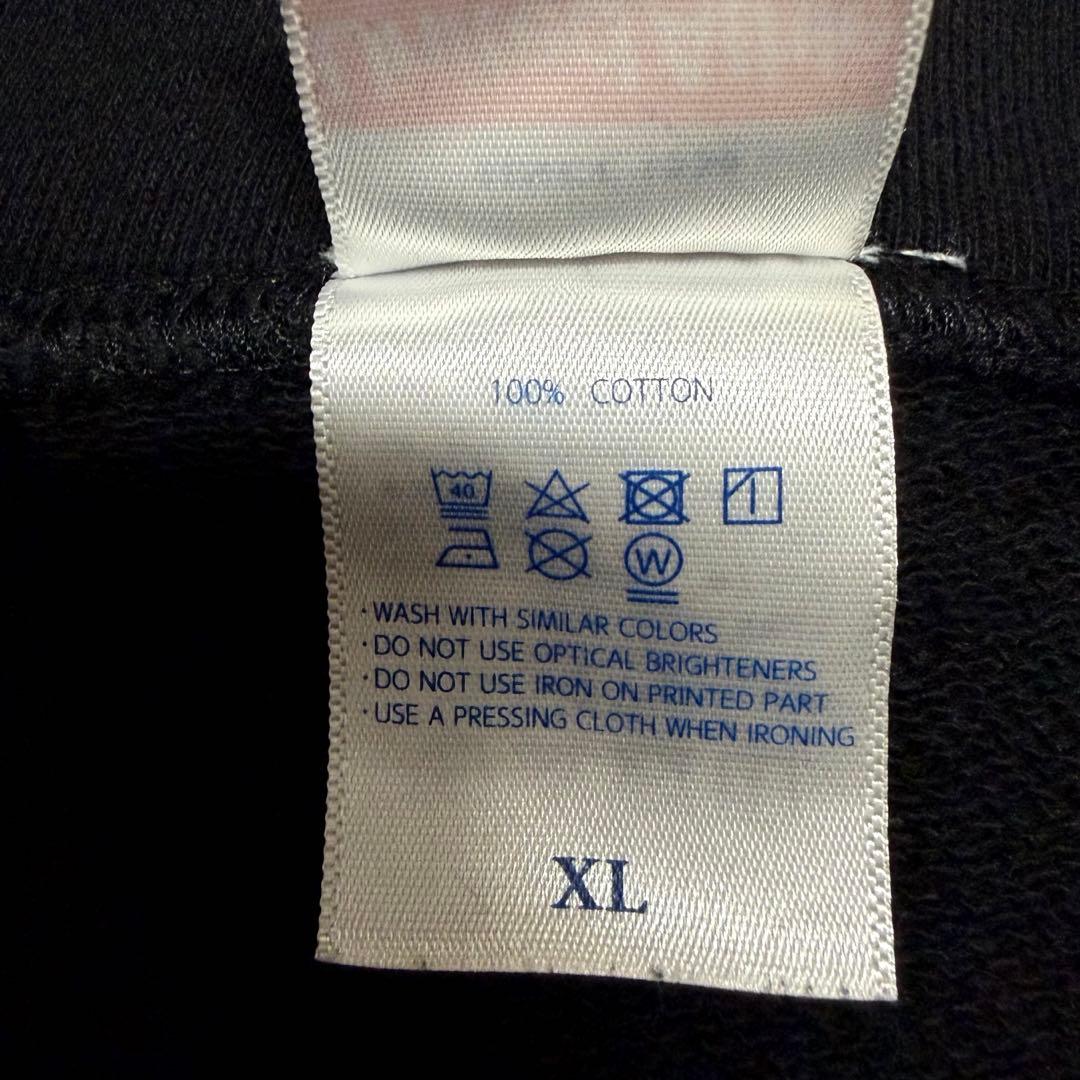 100% COTTON
40
W
·WASH WITH SIMILAR COLORS
·DO NOT USE OPTICAL BRIGHTENERS
·DO NOT USE IRON ON PRINTED PART
·USE A PRESSING CLOTH WHEN IRONING
XL